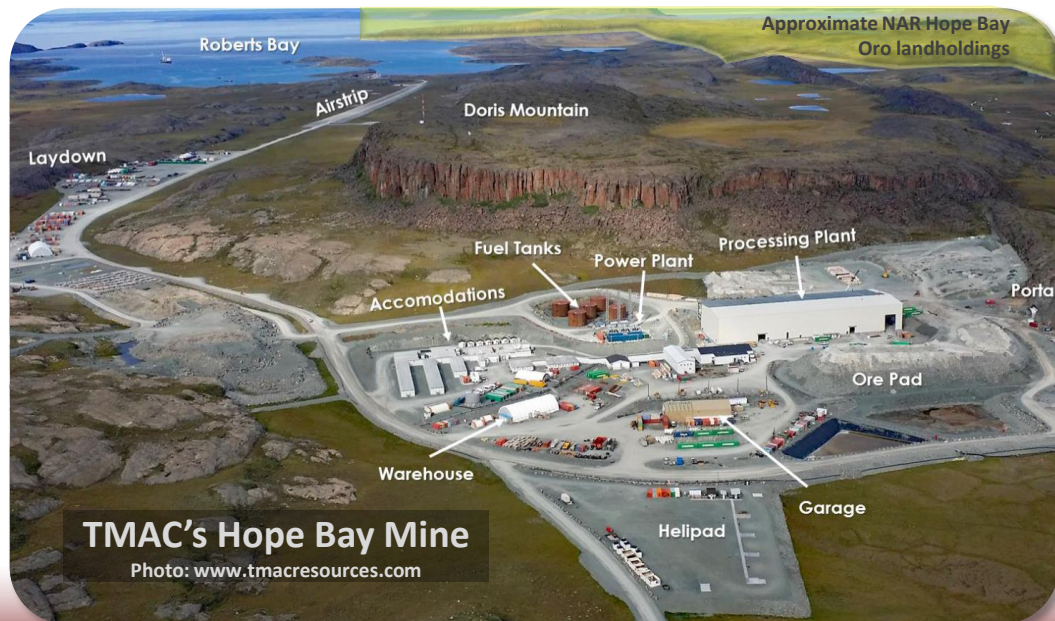 Approximate NAR Hope Bay
Oro landholdings
Roberts Bay
Airstrip
Doris Mountain
Laydown
Fuel Tanks
Power Plant
Processing Plant
Accomodations
Porta
Ore Pad
Warehouse
Garage
Helipad
TMAC's Hope Bay Mine
Photo: www.tmacresources.com